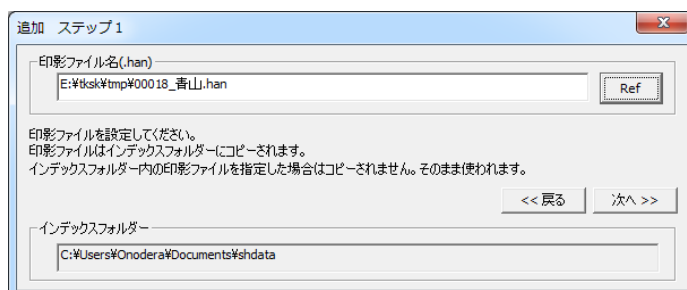 追加 ステップ1
印影ファイル名(.han)
E:¥tksk¥tmp¥00018_青山.han
Ref
印影ファイルを設定してください。
印影ファイルはインデックスフォルダーにコピーされます。
インデックスフォルダー内の印影ファイルを指定した場合はコピーされません。そのまま使われます。
<< 戻る
次へ >>
インデックスフォルダー
C:¥Users¥Onodera¥Documents¥shdata